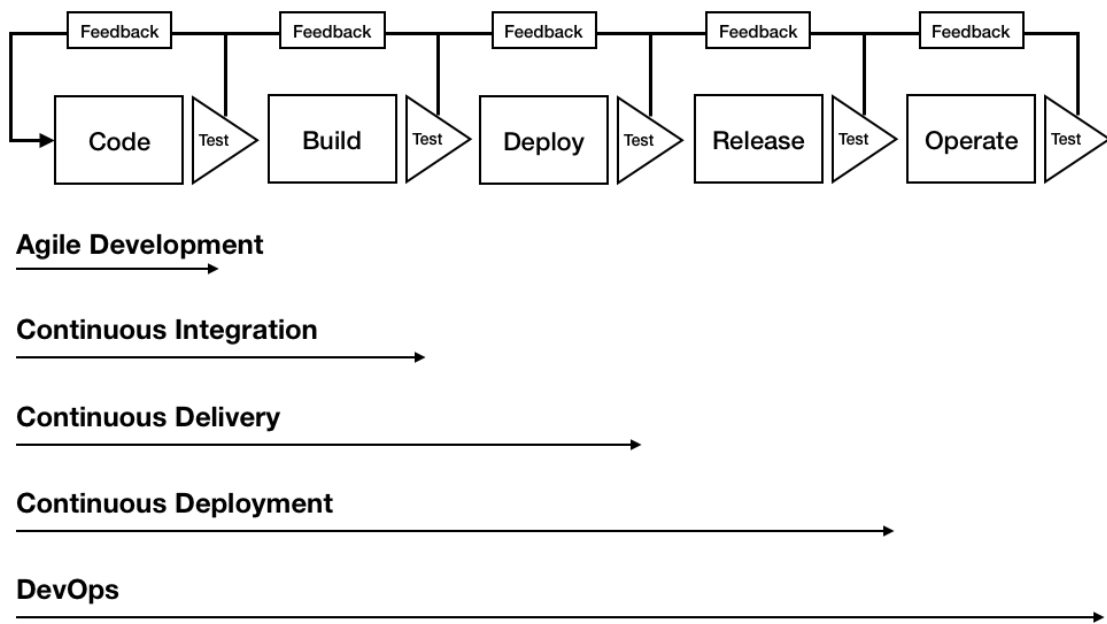 Feedback Feedback Feedback Feedback Feedback
Code Test Build Test Deploy Test Release Test Operate Test
Agile Development
Continuous Integration
Continuous Delivery
Continuous Deployment
DevOps